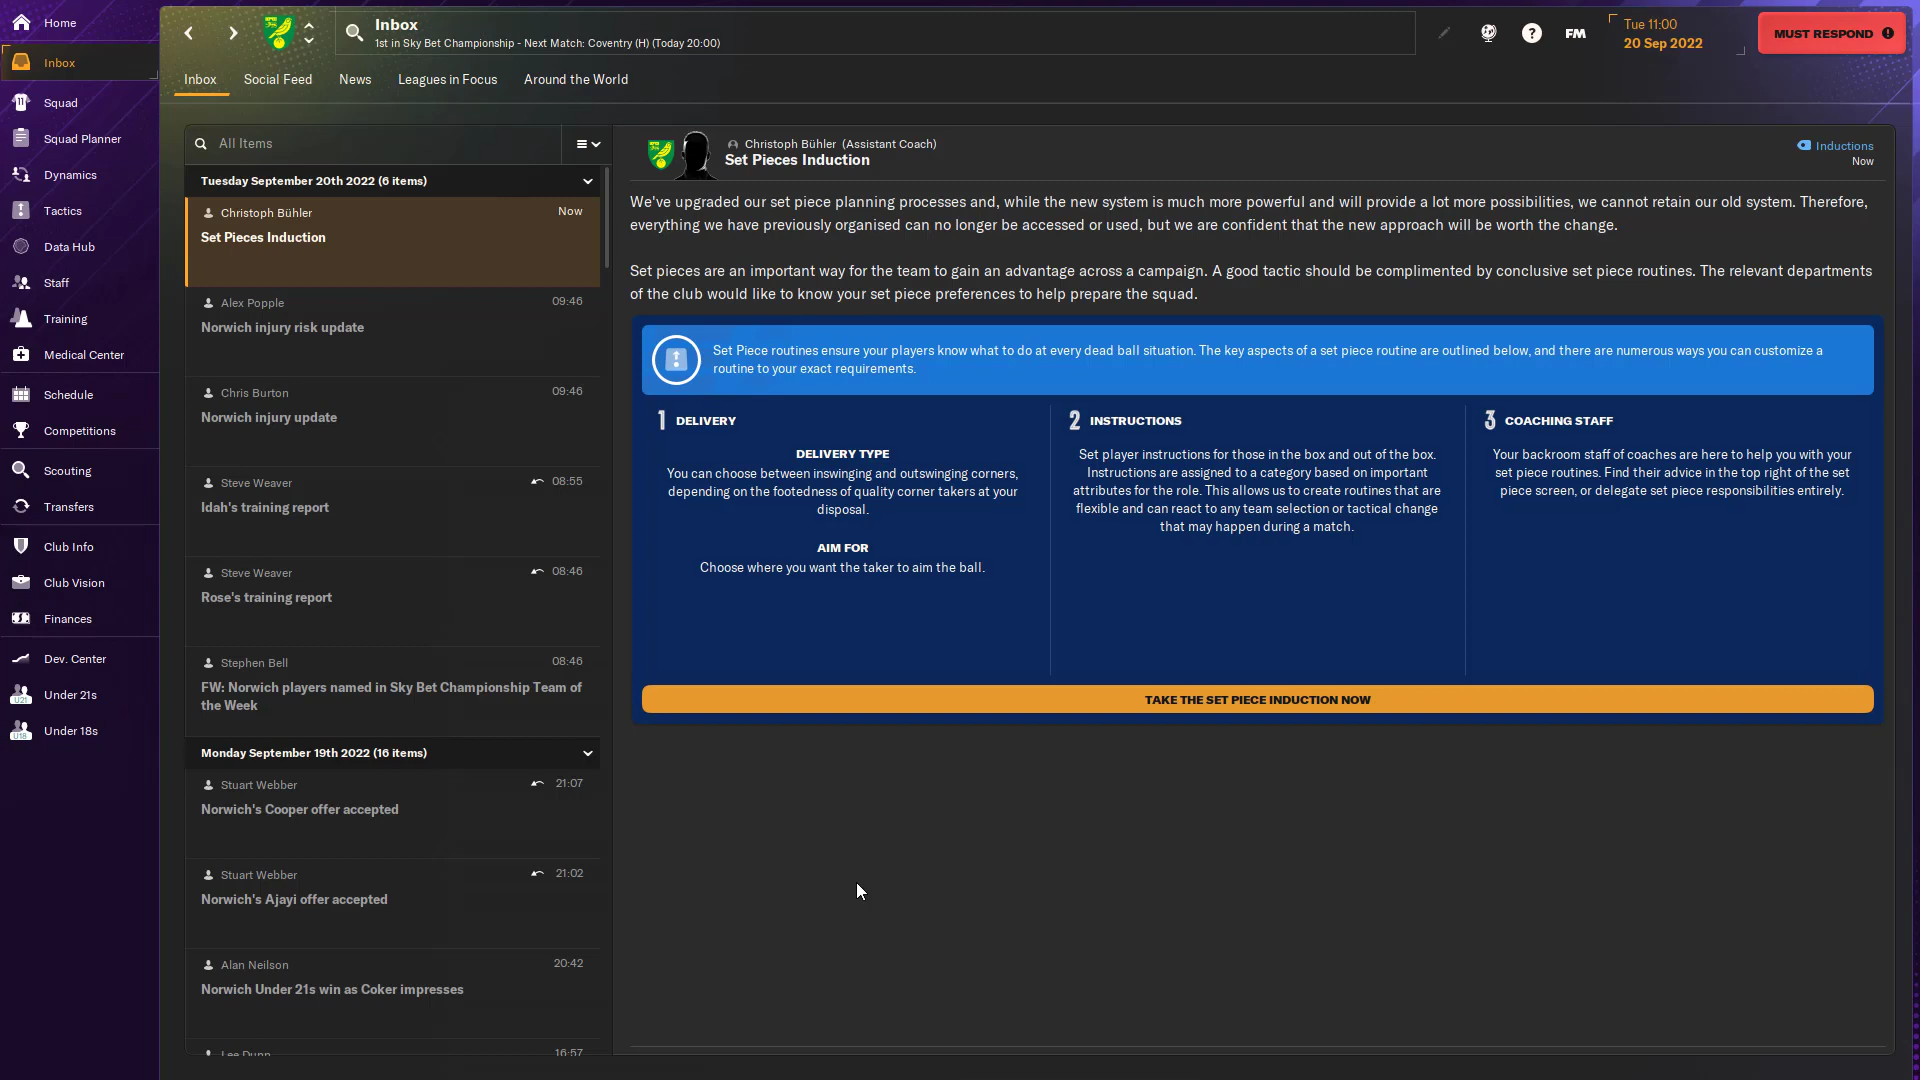 Home
Inbox
Squad
Squad Planner
Dynamics
Tactics
Data Hub
Staff
Training
Medical Center
Schedule
Competitions
Scouting
Transfers
Club Info
Club Vision
Finances
Dev. Center
U21
Under 21s
U18
Under 18s
Inbox
1st in Sky Bet Championship - Next Match: Coventry (H) (Today 20:00)
?
FM
Tue 11:00
20 Sep 2022
MUST RESPOND
Inbox
Social Feed
News
Leagues in Focus
Around the World
All Items
Tuesday September 20th 2022 (6 items)
Christoph Bühler
Now
Set Pieces Induction
Alex Popple
09:46
Norwich injury risk update
Chris Burton
09:46
Norwich injury update
Steve Weaver
08:55
Idah's training report
Steve Weaver
08:46
Rose's training report
Stephen Bell
08:46
FW: Norwich players named in Sky Bet Championship Team of
the Week
Monday September 19th 2022 (16 items)
Stuart Webber
21:07
Norwich's Cooper offer accepted
Stuart Webber
21:02
Norwich's Ajayi offer accepted
Alan Neilson
20:42
Norwich Under 21s win as Coker impresses
Lee Dunn
16:57
Christoph Bühler (Assistant Coach)
Set Pieces Induction
Inductions
Now
We've upgraded our set piece planning processes and, while the new system is much more powerful and will provide a lot more possibilities, we cannot retain our old system. Therefore,
everything we have previously organised can no longer be accessed or used, but we are confident that the new approach will be worth the change.
Set pieces are an important way for the team to gain an advantage across a campaign. A good tactic should be complimented by conclusive set piece routines. The relevant departments
of the club would like to know your set piece preferences to help prepare the squad.
Set Piece routines ensure your players know what to do at every dead ball situation. The key aspects of a set piece routine are outlined below, and there are numerous ways you can customize a
routine to your exact requirements.
1 DELIVERY
DELIVERY TYPE
You can choose between inswinging and outswinging corners,
depending on the footedness of quality corner takers at your
disposal.
AIM FOR
Choose where you want the taker to aim the ball.
2 INSTRUCTIONS
Set player instructions for those in the box and out of the box.
Instructions are assigned to a category based on important
attributes for the role. This allows us to create routines that are
flexible and can react to any team selection or tactical change
that may happen during a match.
3 COACHING STAFF
Your backroom staff of coaches are here to help you with your
set piece routines. Find their advice in the top right of the set
piece screen, or delegate set piece responsibilities entirely.
TAKE THE SET PIECE INDUCTION NOW